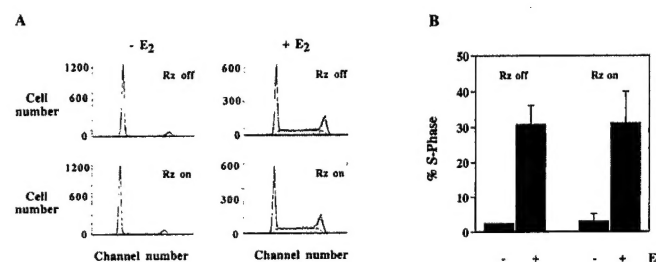 A
B
- E2
+ E2
Cell number
1200
600
0
Rz off
600
300
0
Rz off
Cell number
1200
600
0
Rz on
600
300
0
Rz on
Channel number
Channel number
% S-Phase
50
40
30
20
10
0
Rz off
Rz on
- + - + E